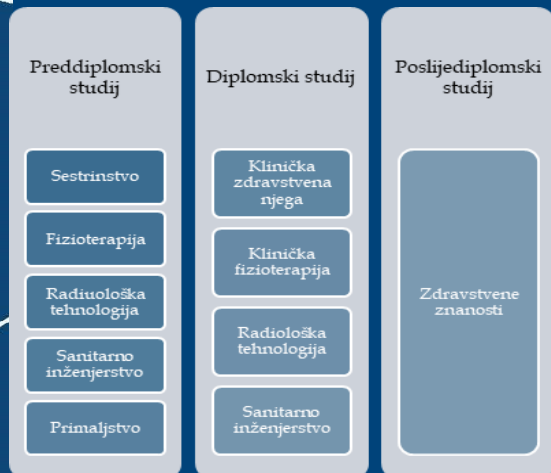 Preddiplomski
studij
Sestrinstvo
Fizioterapija
Radiuološka
tehnologija
Sanitarno
inženjerstvo
Primaljstvo
Diplomski studij
Klinička
zdravstvena
njega
Klinička
fizioterapija
Radiološka
tehnologija
Sanitarno
inženjerstvo
Poslijediplomski
studij
Zdravstvene
znanosti